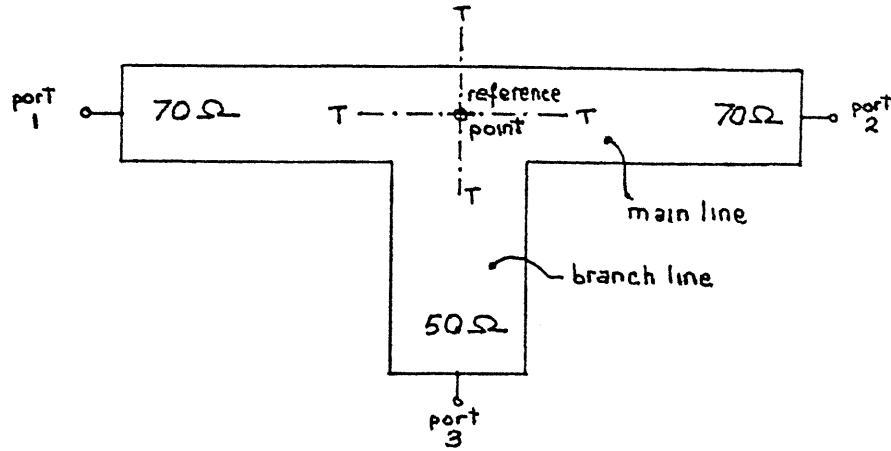 T
port
1
70Ω
T
reference
point
T
70Ω
port
2
T
main line
branch line
50Ω
port
3